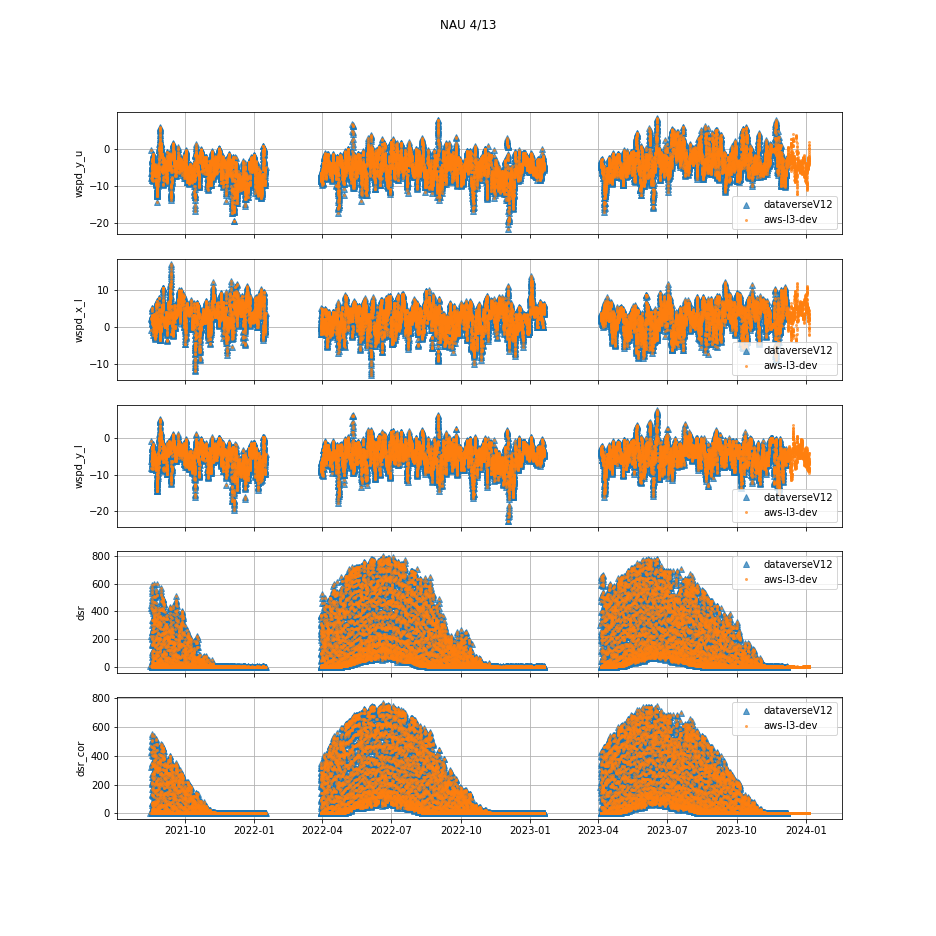 NAU 4/13
wspd_y_u
0
−10
−20
dataverseV12
aws-l3-dev
wspd_x_l
10
0
−10
dataverseV12
aws-l3-dev
wspd_y_l
0
−10
−20
dataverseV12
aws-l3-dev
dsr
800
600
400
200
0
dataverseV12
aws-l3-dev
dsr_cor
800
600
400
200
0
dataverseV12
aws-l3-dev
2021-10 2022-01 2022-04 2022-07 2022-10 2023-01 2023-04 2023-07 2023-10 2024-01